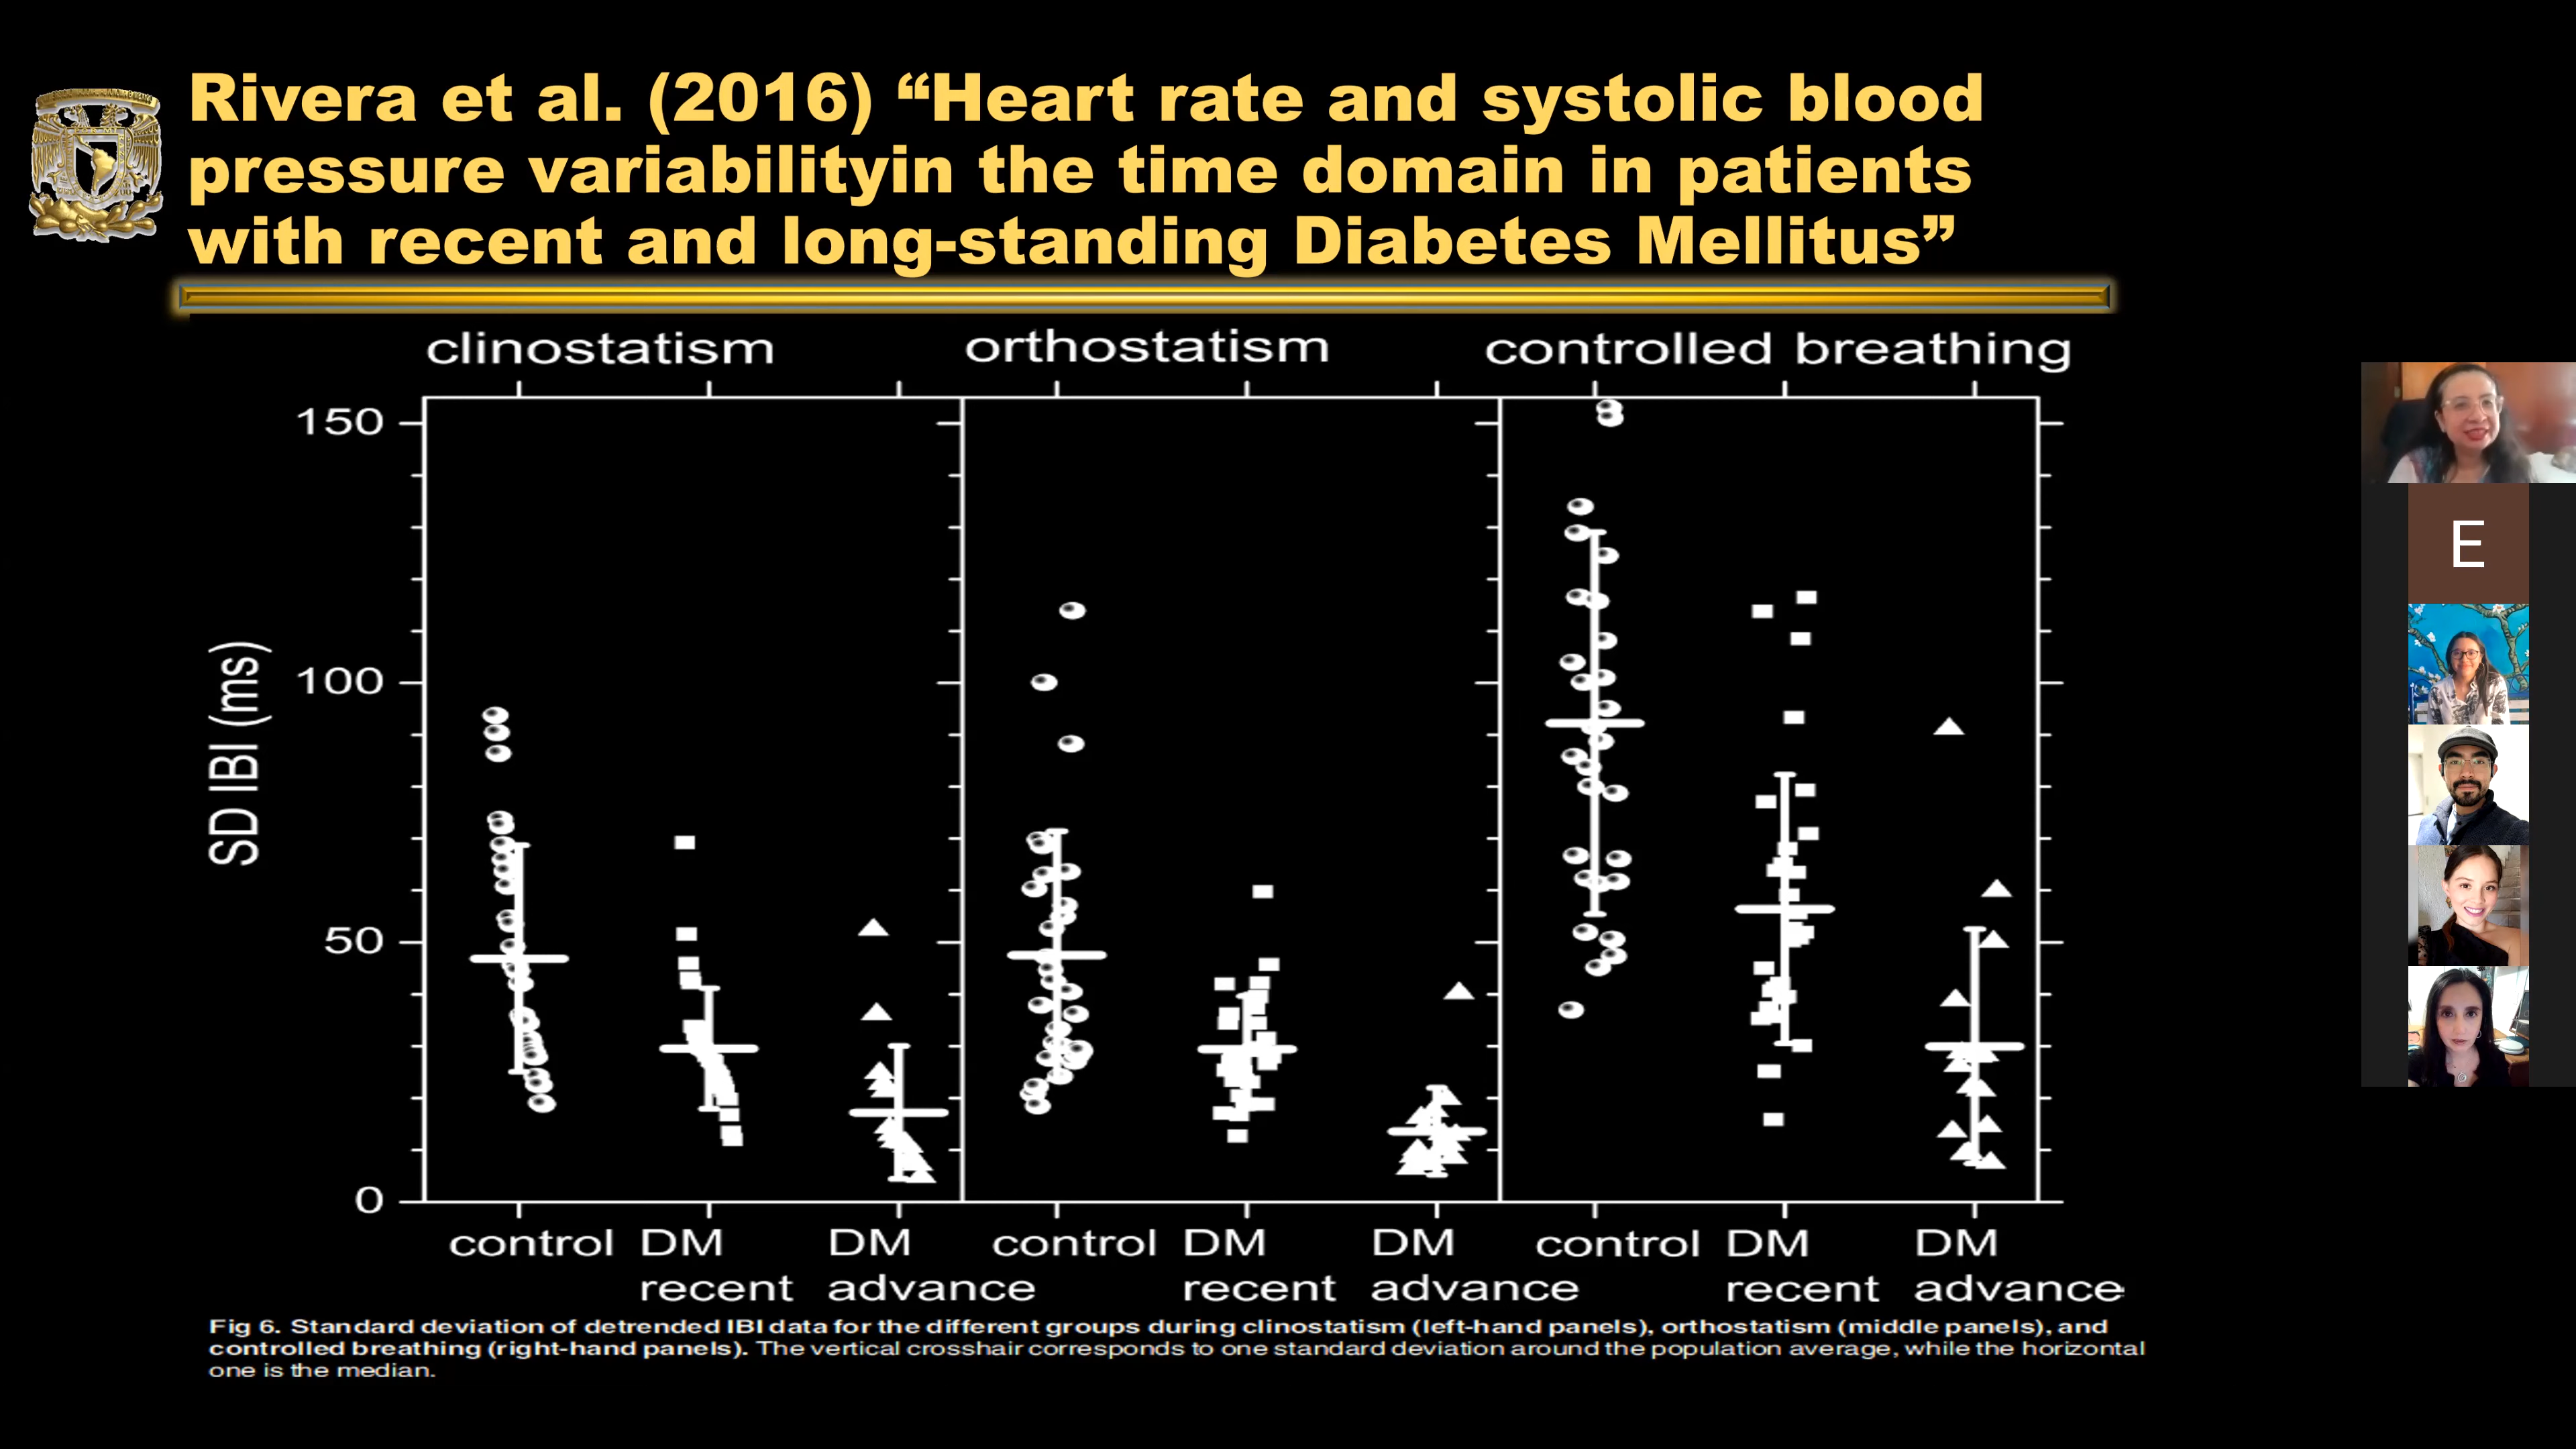 Rivera et al. (2016) “Heart rate and systolic blood
pressure variabilityin the time domain in patients
with recent and long-standing Diabetes Mellitus”
clinostatism orthostatism controlled breathing
150
100
50
0
SD IBI (ms)
control DM recent DM advance control DM recent DM advance control DM recent DM advance
Fig 6. Standard deviation of detrended IBI data for the different groups during clinostatism (left-hand panels), orthostatism (middle panels), and
controlled breathing (right-hand panels). The vertical crosshair corresponds to one standard deviation around the population average, while the horizontal
one is the median.
E